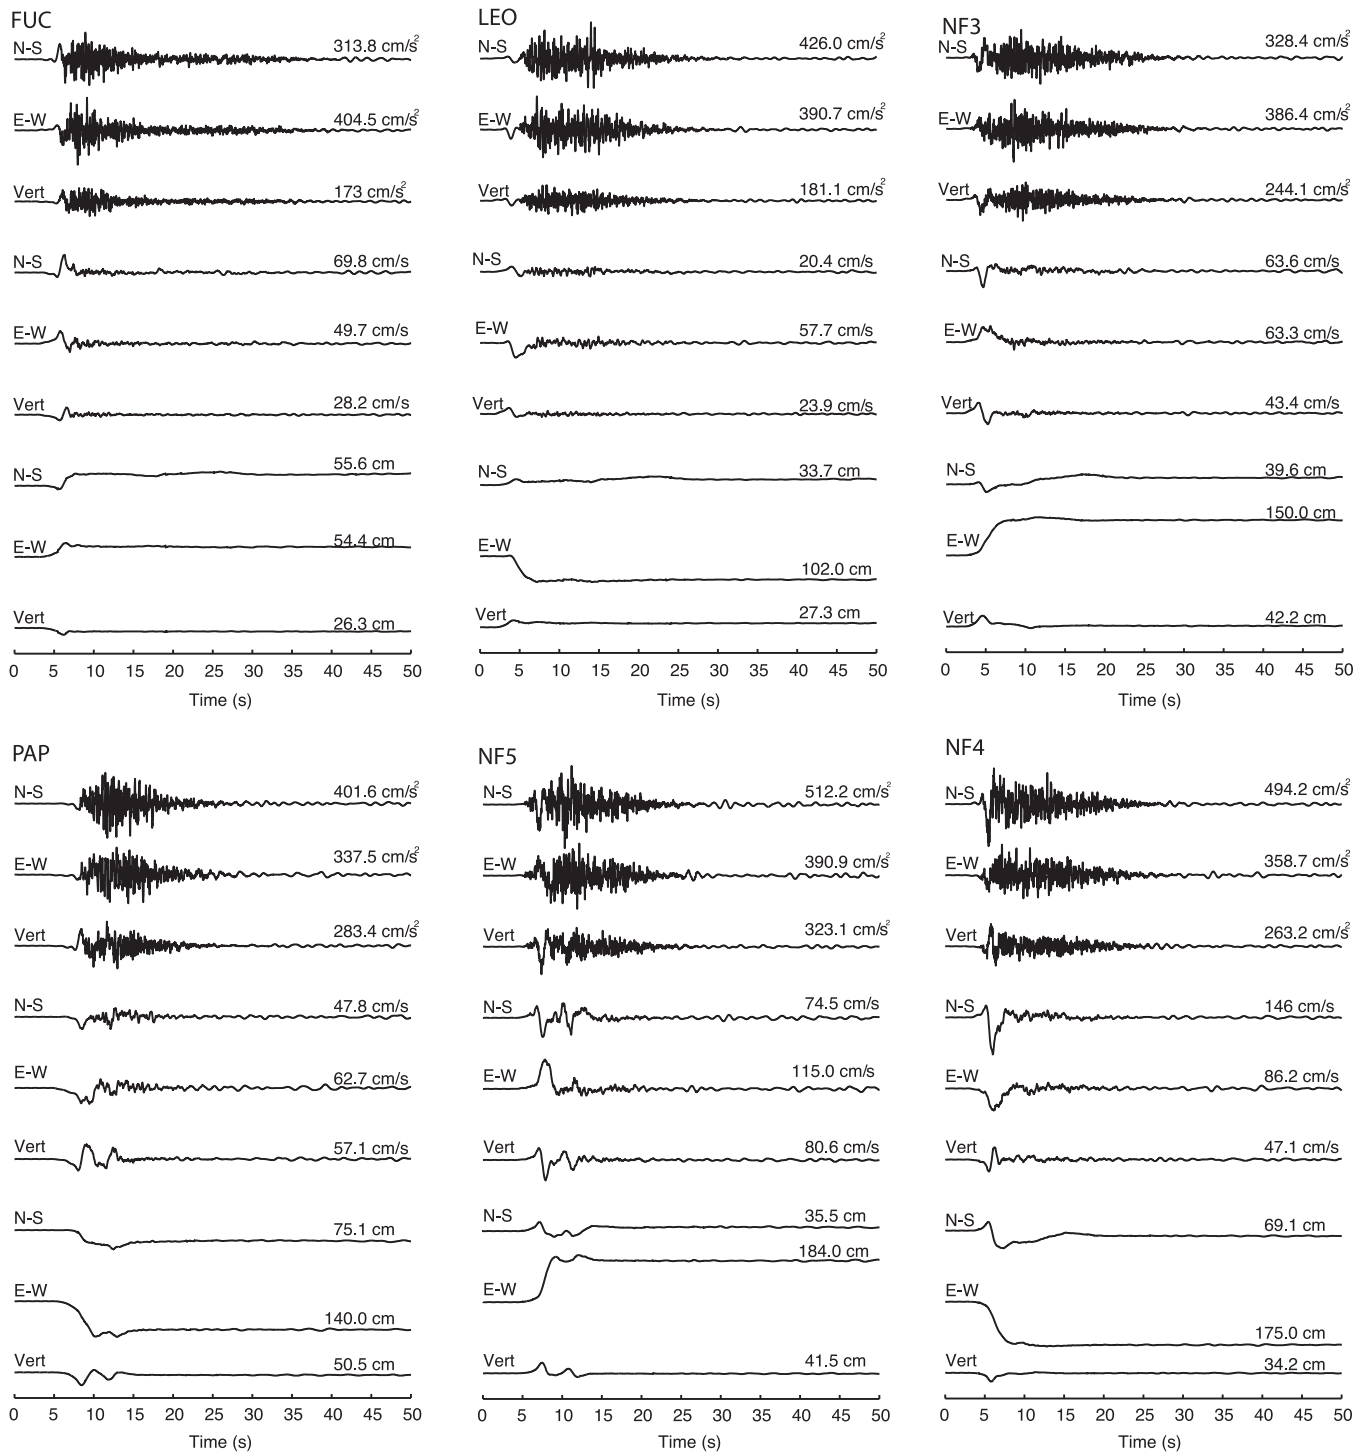 FUC
N-S 313.8 cm/s²
E-W 404.5 cm/s²
Vert 173 cm/s²
N-S 69.8 cm/s
E-W 49.7 cm/s
Vert 28.2 cm/s
N-S 55.6 cm
E-W 54.4 cm
Vert 26.3 cm
0 5 10 15 20 25 30 35 40 45 50
Time (s)
LEO
N-S 426.0 cm/s²
E-W 390.7 cm/s²
Vert 181.1 cm/s²
N-S 20.4 cm/s
E-W 57.7 cm/s
Vert 23.9 cm/s
N-S 33.7 cm
E-W 102.0 cm
Vert 27.3 cm
0 5 10 15 20 25 30 35 40 45 50
Time (s)
NF3
N-S 328.4 cm/s²
E-W 386.4 cm/s²
Vert 244.1 cm/s²
N-S 63.6 cm/s
E-W 63.3 cm/s
Vert 43.4 cm/s
N-S 39.6 cm
E-W 150.0 cm
Vert 42.2 cm
0 5 10 15 20 25 30 35 40 45 50
Time (s)
PAP
N-S 401.6 cm/s²
E-W 337.5 cm/s²
Vert 283.4 cm/s²
N-S 47.8 cm/s
E-W 62.7 cm/s
Vert 57.1 cm/s
N-S 75.1 cm
E-W 140.0 cm
Vert 50.5 cm
0 5 10 15 20 25 30 35 40 45 50
Time (s)
NF5
N-S 512.2 cm/s²
E-W 390.9 cm/s²
Vert 323.1 cm/s²
N-S 74.5 cm/s
E-W 115.0 cm/s
Vert 80.6 cm/s
N-S 35.5 cm
E-W 184.0 cm
Vert 41.5 cm
0 5 10 15 20 25 30 35 40 45 50
Time (s)
NF4
N-S 494.2 cm/s²
E-W 358.7 cm/s²
Vert 263.2 cm/s²
N-S 146 cm/s
E-W 86.2 cm/s
Vert 47.1 cm/s
N-S 69.1 cm
E-W 175.0 cm
Vert 34.2 cm
0 5 10 15 20 25 30 35 40 45 50
Time (s)